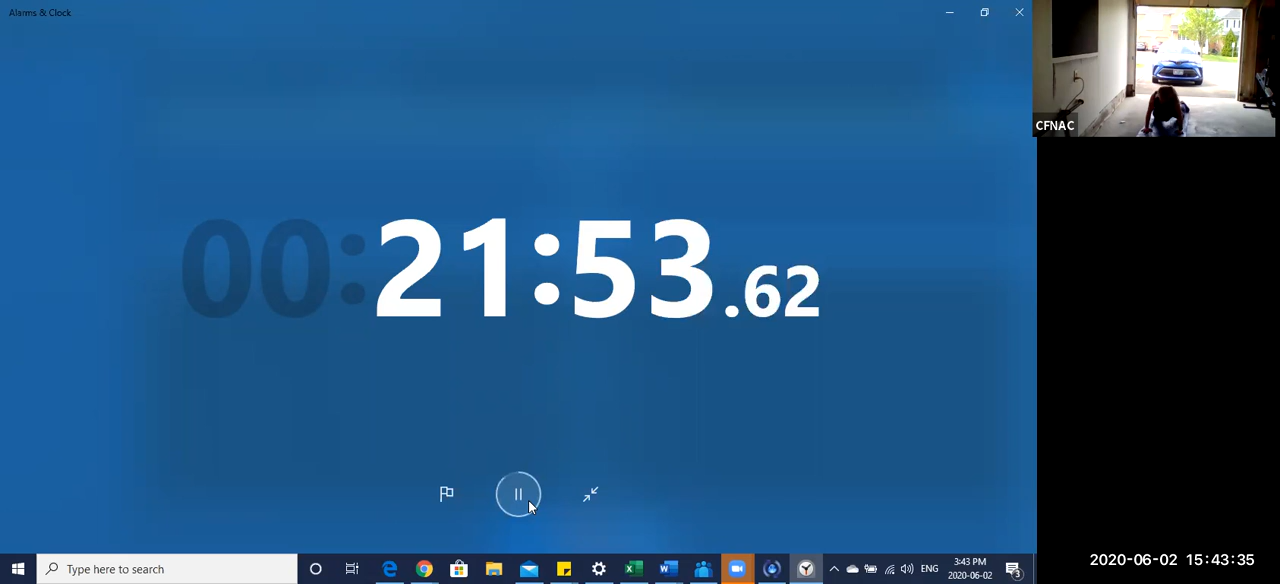 Alarms & Clock
CFNAC
00:21:53.62
Type here to search
ENG
3:43 PM
2020-06-02
3
2020-06-02 15:43:35